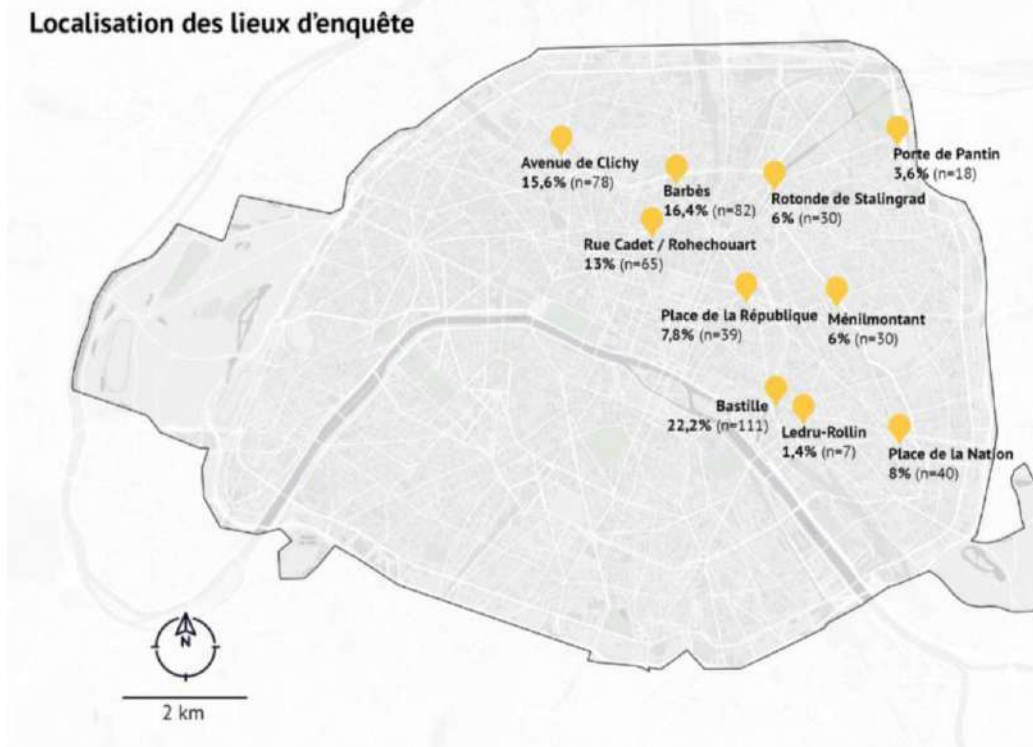 Localisation des lieux d'enquête
Avenue de Clichy
15,6% (n=78)
Barbès
16,4% (n=82)
Rotonde de Stalingrad
6% (n=30)
Porte de Pantin
3,6% (n=18)
Rue Cadet / Rohechouart
13% (n=65)
Place de la République
7,8% (n=39)
Ménilmontant
6% (n=30)
Bastille
22,2% (n=111)
Ledru-Rollin
1,4% (n=7)
Place de la Nation
8% (n=40)
N
2 km